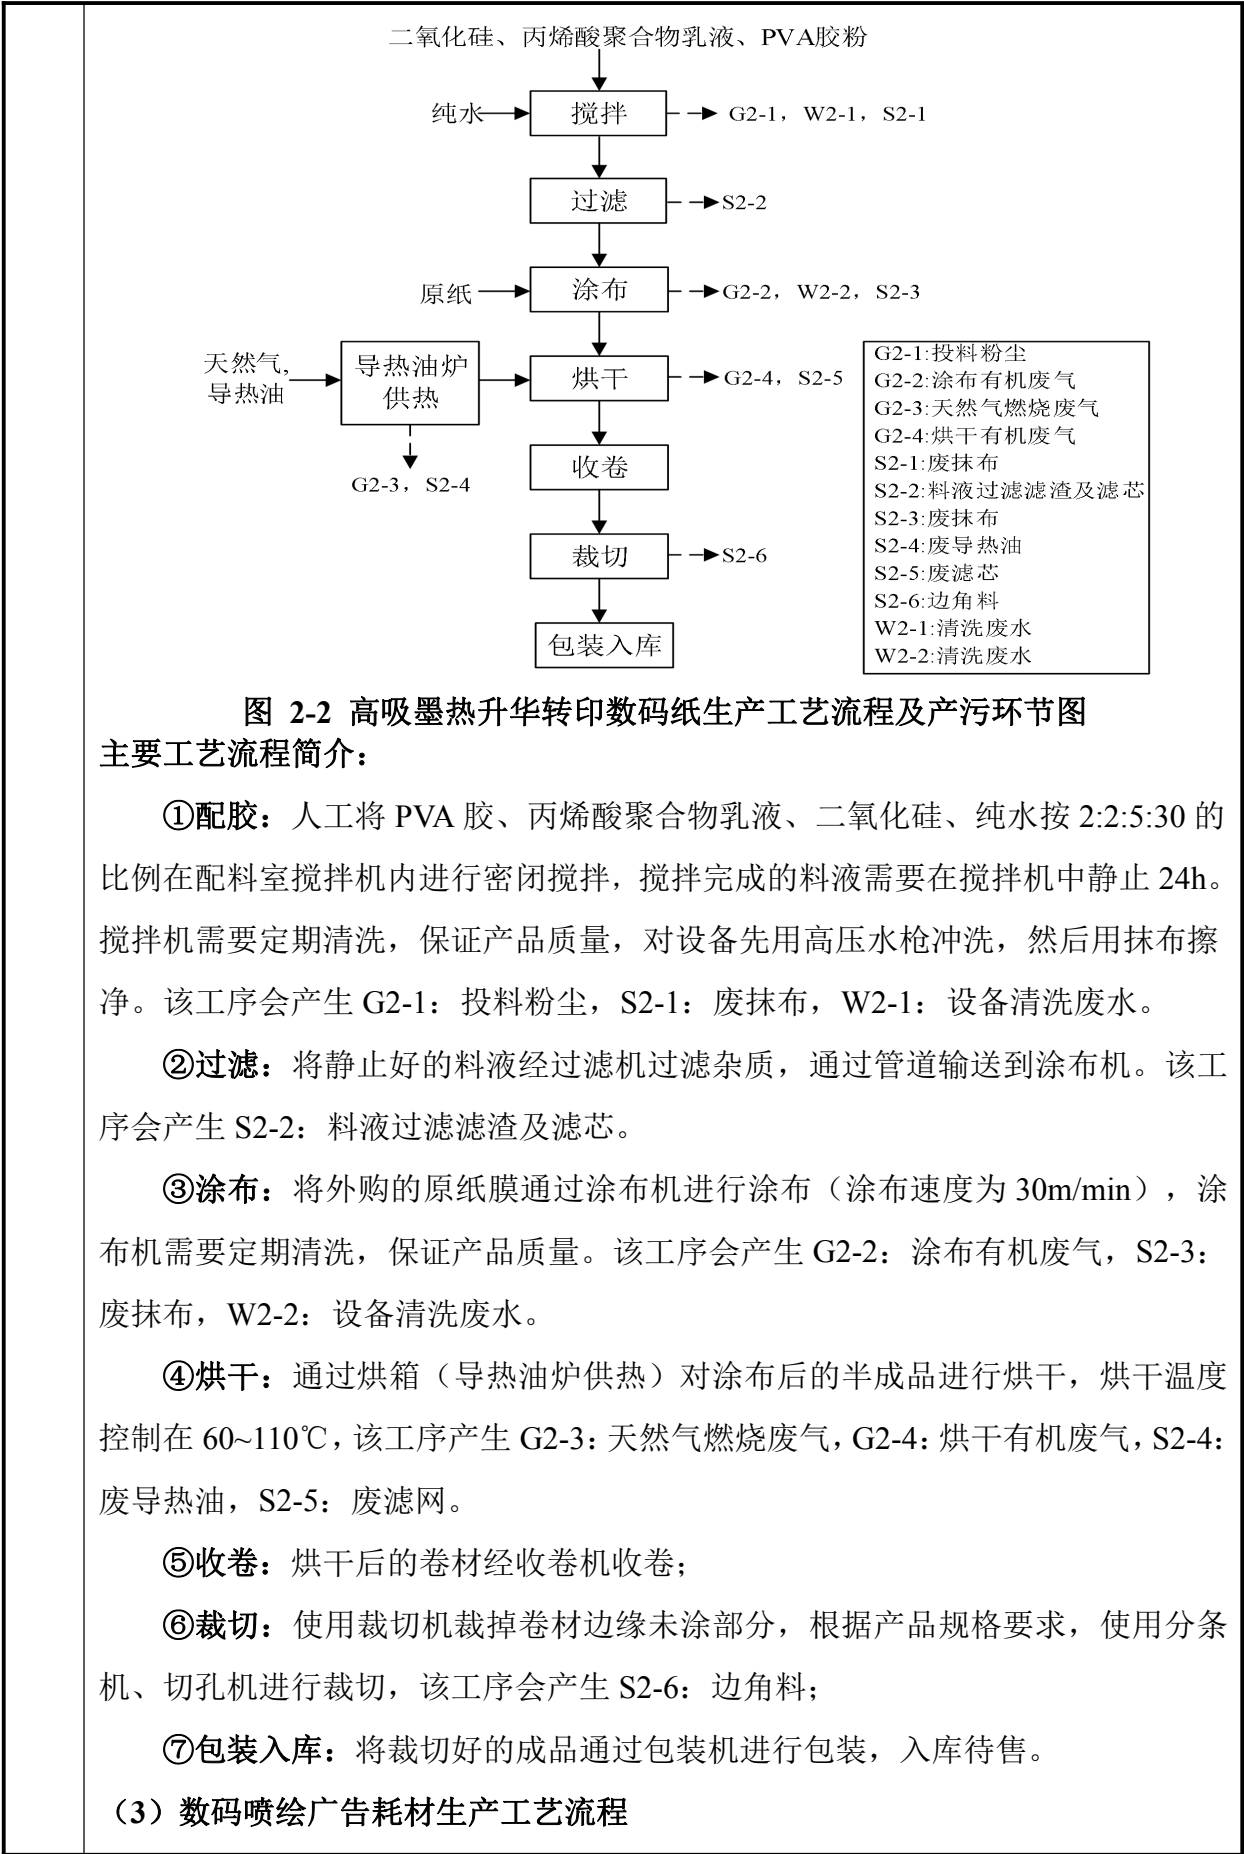 二氧化硅、丙烯酸聚合物乳液、PVA胶粉
纯水
搅拌
G2-1，W2-1，S2-1
过滤
S2-2
原纸
涂布
G2-2，W2-2，S2-3
天然气,
导热油
导热油炉
供热
烘干
G2-4，S2-5
G2-3，S2-4
收卷
裁切
S2-6
包装入库
G2-1:投料粉尘
G2-2:涂布有机废气
G2-3:天然气燃烧废气
G2-4:烘干有机废气
S2-1:废抹布
S2-2:料液过滤滤渣及滤芯
S2-3:废抹布
S2-4:废导热油
S2-5:废滤芯
S2-6:边角料
W2-1:清洗废水
W2-2:清洗废水
图 2-2 高吸墨热升华转印数码纸生产工艺流程及产污环节图
主要工艺流程简介：
①配胶：人工将 PVA 胶、丙烯酸聚合物乳液、二氧化硅、纯水按 2:2:5:30 的
比例在配料室搅拌机内进行密闭搅拌，搅拌完成的料液需要在搅拌机中静止 24h。
搅拌机需要定期清洗，保证产品质量，对设备先用高压水枪冲洗，然后用抹布擦
净。该工序会产生 G2-1：投料粉尘，S2-1：废抹布，W2-1：设备清洗废水。
②过滤：将静止好的料液经过滤机过滤杂质，通过管道输送到涂布机。该工
序会产生 S2-2：料液过滤滤渣及滤芯。
③涂布：将外购的原纸膜通过涂布机进行涂布（涂布速度为 30m/min），涂
布机需要定期清洗，保证产品质量。该工序会产生 G2-2：涂布有机废气，S2-3：
废抹布，W2-2：设备清洗废水。
④烘干：通过烘箱（导热油炉供热）对涂布后的半成品进行烘干，烘干温度
控制在 60~110℃，该工序产生 G2-3：天然气燃烧废气，G2-4：烘干有机废气，S2-4：
废导热油，S2-5：废滤网。
⑤收卷：烘干后的卷材经收卷机收卷；
⑥裁切：使用裁切机裁掉卷材边缘未涂部分，根据产品规格要求，使用分条
机、切孔机进行裁切，该工序会产生 S2-6：边角料；
⑦包装入库：将裁切好的成品通过包装机进行包装，入库待售。
（3）数码喷绘广告耗材生产工艺流程